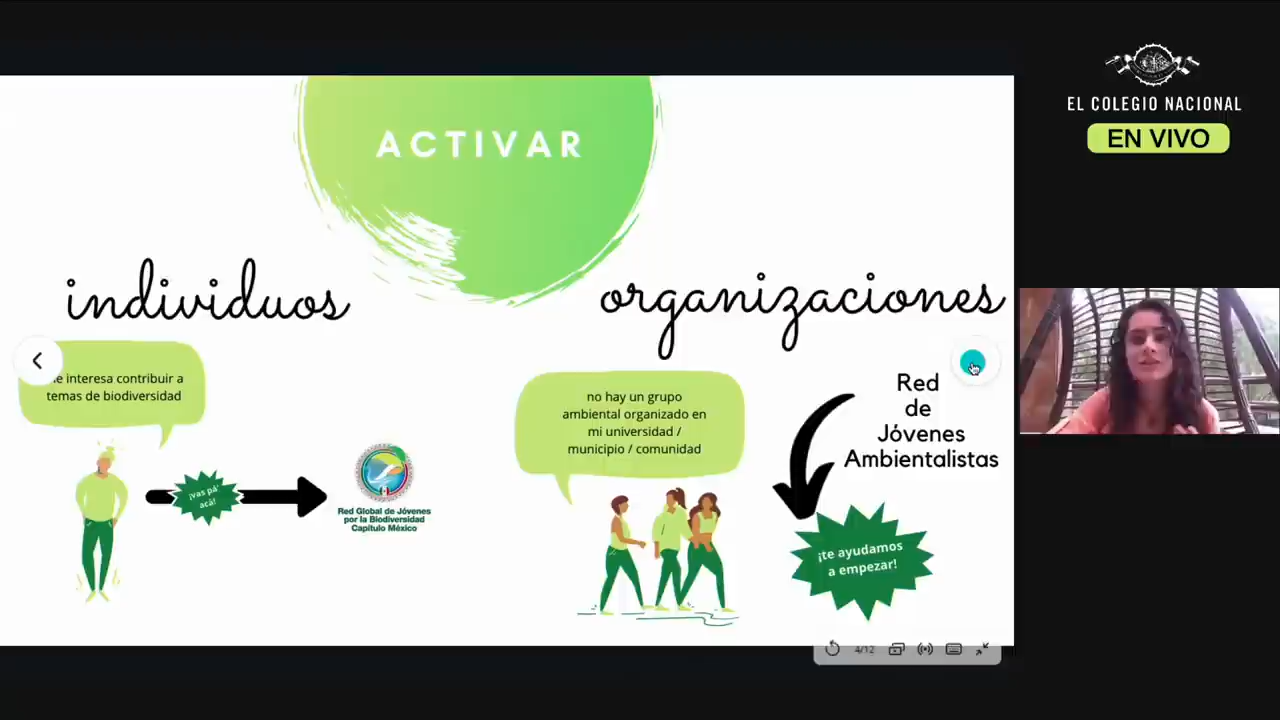 EL COLEGIO NACIONAL
EN VIVO
ACTIVAR
individuos
organizaciones
e interesa contribuir a
temas de biodiversidad
¡vas pá'
acá!
Red Global de Jóvenes
por la Biodiversidad
Capítulo México
no hay un grupo
ambiental organizado en
mi universidad /
municipio / comunidad
Red
de
Jóvenes
Ambientalistas
¡te ayudamos
a empezar!
4/12